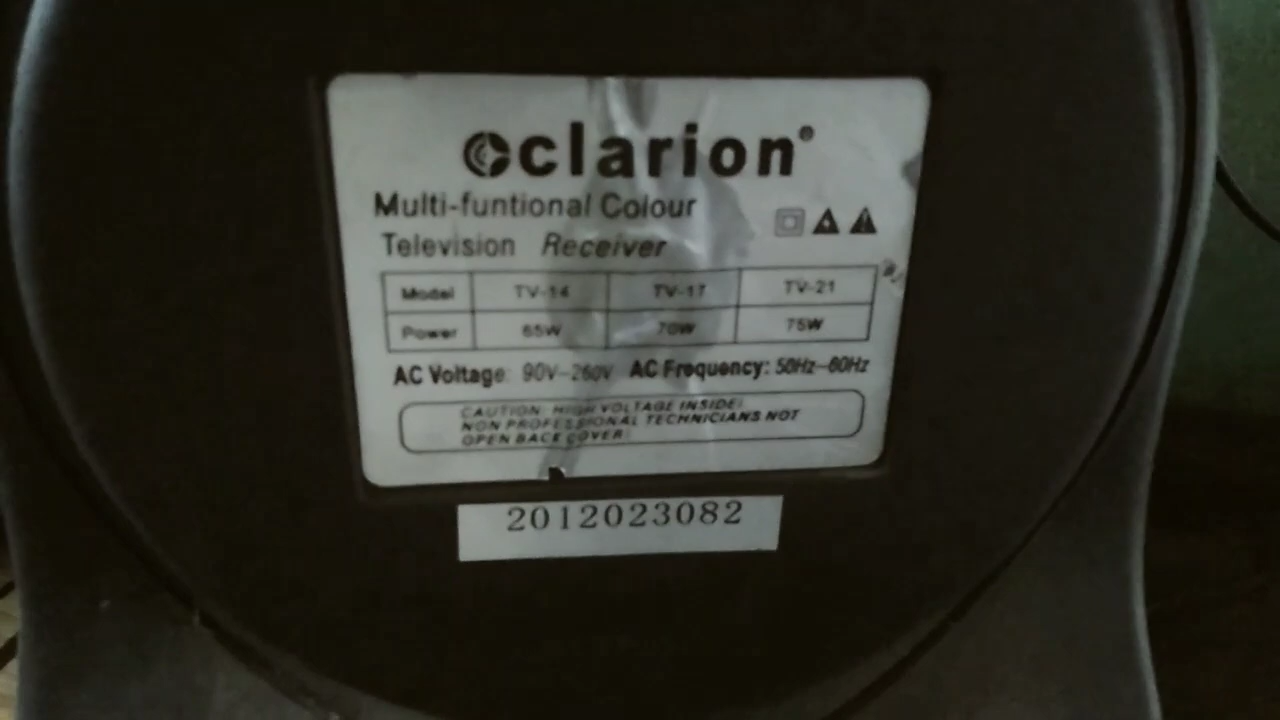 clarion®
Multi-funtional Colour
Television Receiver
Model TV-14 TV-17 TV-21
Power 65W 70W 75W
AC Voltage: 90V-260V AC Frequency: 50Hz-60Hz
CAUTION: HIGH VOLTAGE INSIDE!
NON PROFESSIONAL TECHNICIANS NOT
OPEN BACK COVER!
2012023082